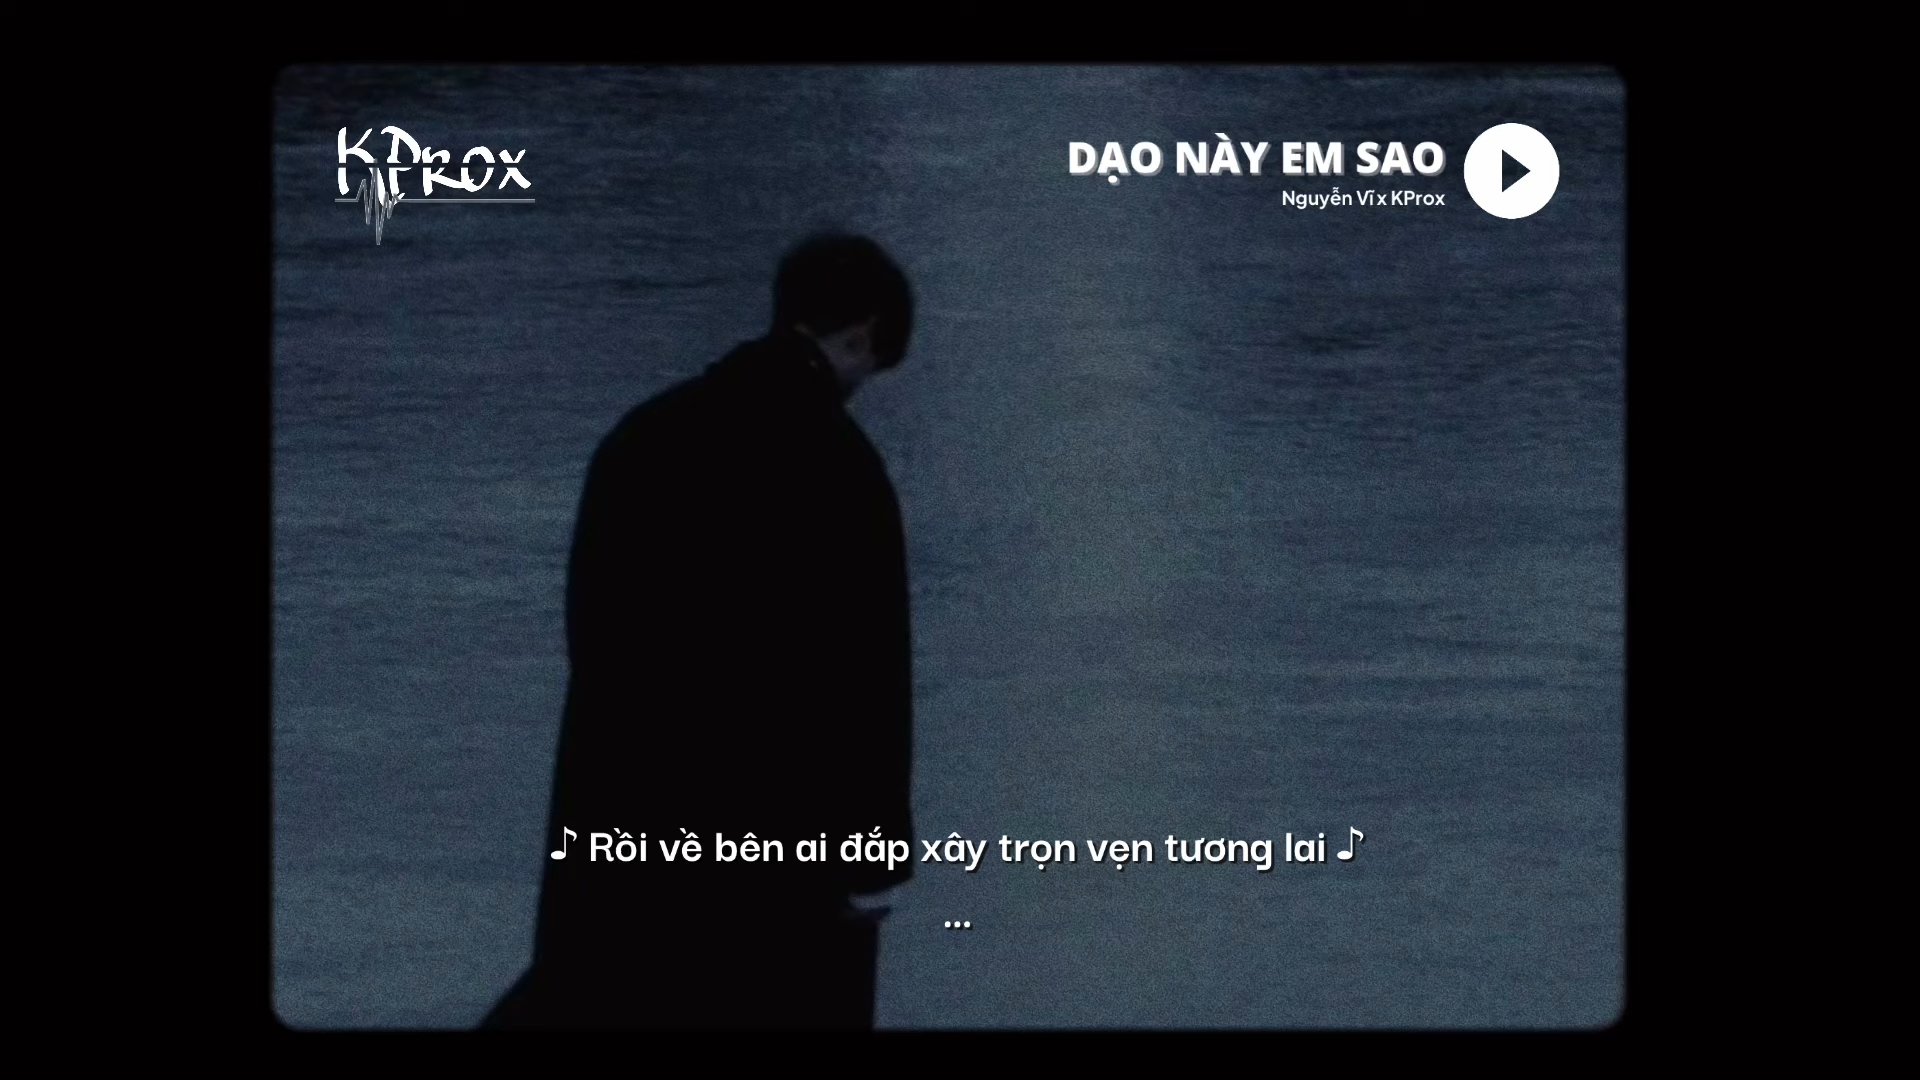 KProx
DẠO NÀY EM SAO
Nguyễn Vĩ x KProx
♪ Rồi về bên ai đắp xây trọn vẹn tương lai ♪
...